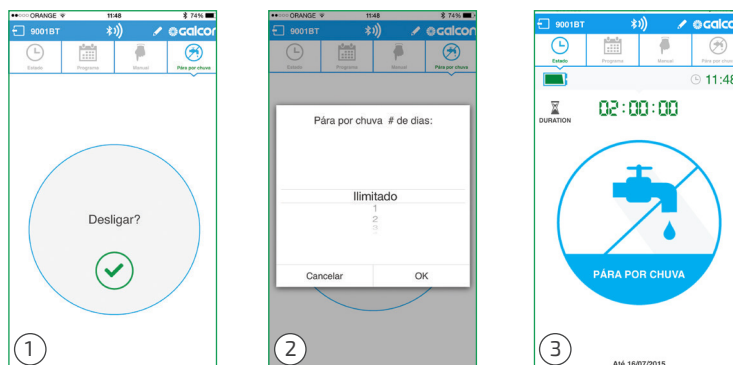 ●●○○○ ORANGE 11:48 74%
9001BT GALCON
Estado Programa Manual Pára por chuva
Desligar?
1
●●○○○ ORANGE 11:48 74%
9001BT GALCON
Estado Programa Manual Pára por chuva
Pára por chuva # de dias:
Ilimitado
1
2
3
Cancelar OK
2
9001BT GALCO
Estado Programa Manual Pára por chuva
11:48
DURATION 02:00:00
PÁRA POR CHUVA
Até 16/07/2015
3